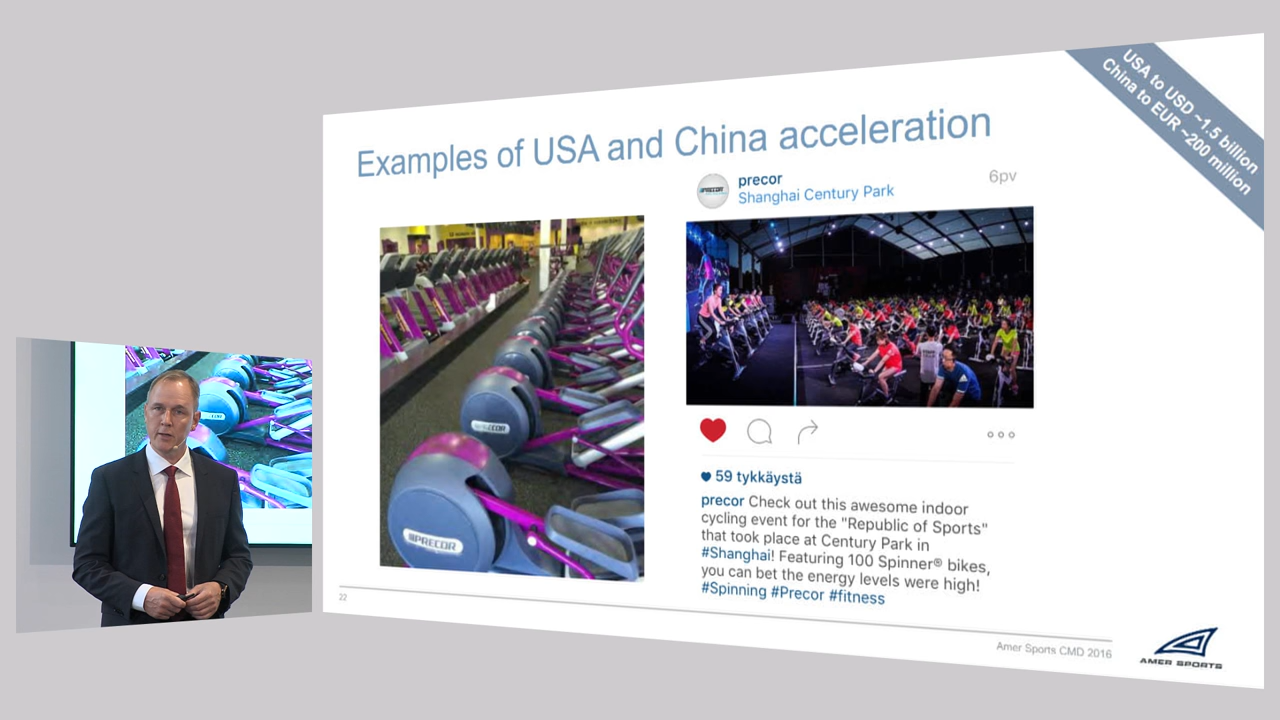 Examples of USA and China acceleration
USA to USD ~1.5 billion
China to EUR ~200 million
precor
Shanghai Century Park
6pv
PRECOR
PRECOR
PRECOR
59 tykkäystä
precor Check out this awesome indoor
cycling event for the "Republic of Sports"
that took place at Century Park in
#Shanghai! Featuring 100 Spinner® bikes,
you can bet the energy levels were high!
#Spinning #Precor #fitness
22
Amer Sports CMD 2016
AMER SPORTS